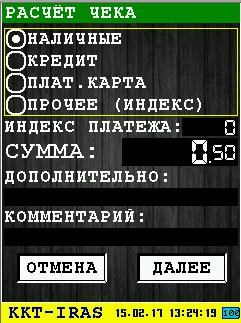 РАСЧЁТ ЧЕКА
НАЛИЧНЫЕ
КРЕДИТ
ПЛАТ.КАРТА
ПРОЧЕЕ (ИНДЕКС)
ИНДЕКС ПЛАТЕЖА: 0
СУММА: 0.50
ДОПОЛНИТЕЛЬНО:
КОММЕНТАРИЙ:
ОТМЕНА ДАЛЕЕ
KKT-IRAS 15.02.17 13:24:19 100